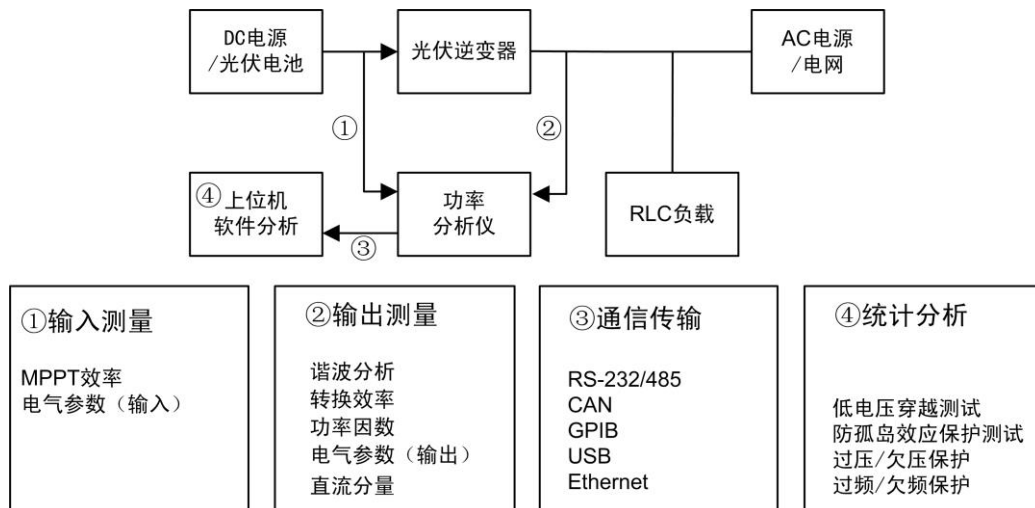 DC电源
/光伏电池
光伏逆变器
AC电源
/电网
①
②
④上位机
软件分析
功率
分析仪
RLC负载
③
①输入测量
MPPT效率
电气参数（输入）
②输出测量
谐波分析
转换效率
功率因数
电气参数（输出）
直流分量
③通信传输
RS-232/485
CAN
GPIB
USB
Ethernet
④统计分析
低电压穿越测试
防孤岛效应保护测试
过压/欠压保护
过频/欠频保护